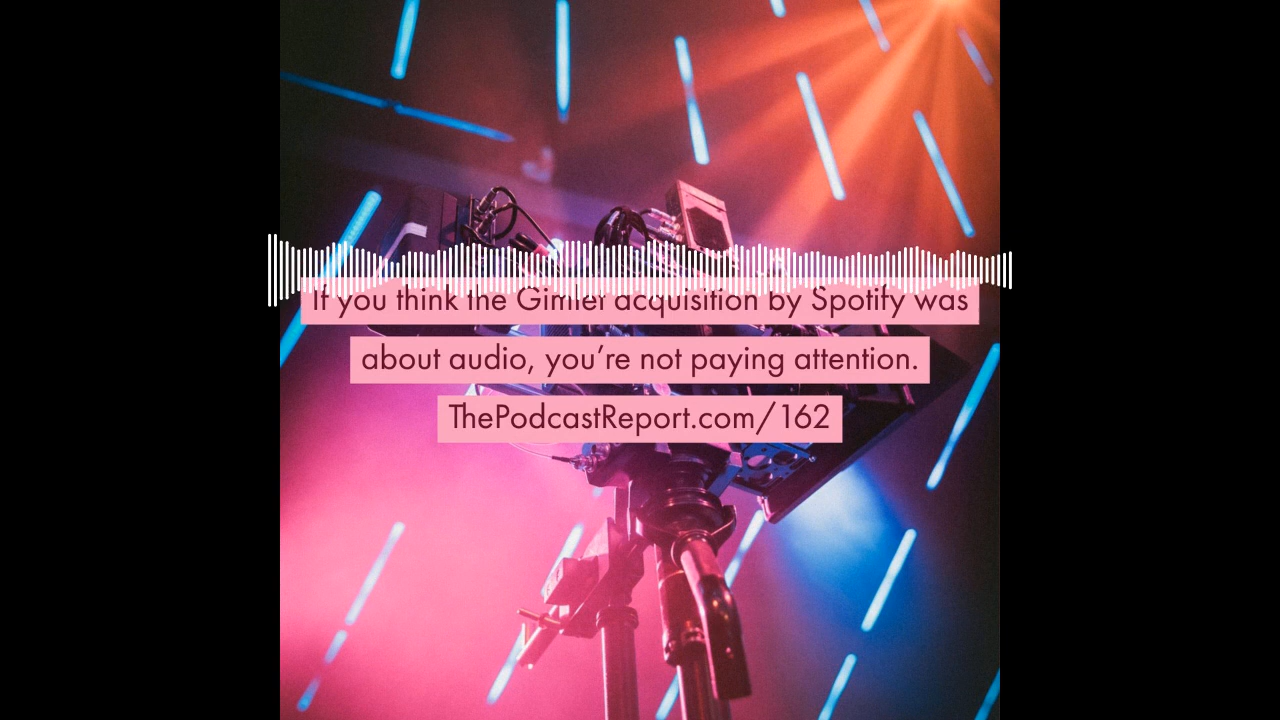 If you think the Gimlet acquisition by Spotify was
about audio, you’re not paying attention.
ThePodcastReport.com/162